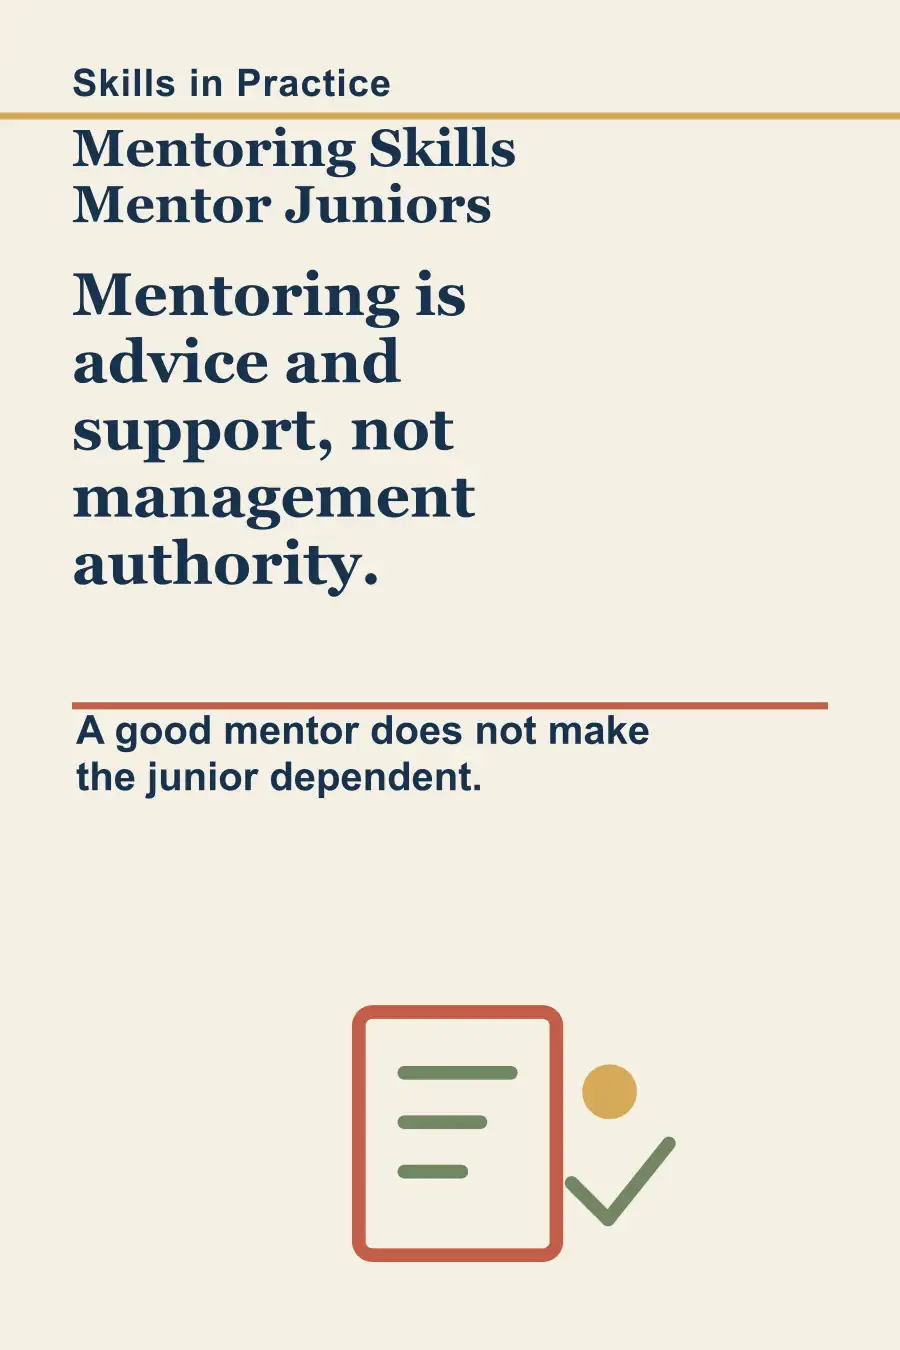 Skills in Practice
Mentoring Skills
Mentor Juniors
Mentoring is
advice and
support, not
management
authority.
A good mentor does not make
the junior dependent.